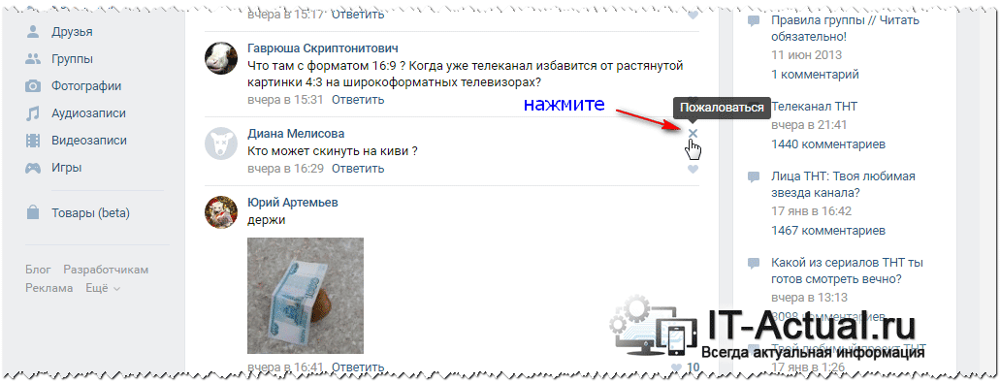 Друзья
Группы
Фотографии
Аудиозаписи
Видеозаписи
Игры
Товары (beta)
Блог Разработчикам
Реклама Ещё
вчера в 15:17 Ответить
Гаврюша Скриптонитович
Что там с форматом 16:9 ? Когда уже телеканал избавится от растянутой
картинки 4:3 на широкоформатных телевизорах?
вчера в 15:31 Ответить
нажмите
Пожаловаться
Диана Мелисова
Кто может скинуть на киви ?
вчера в 16:29 Ответить
Юрий Артемьев
держи
вчера в 16:41 Ответить
10
Правила группы // Читать
обязательно!
11 июн 2013
1 комментарий
Телеканал ТНТ
вчера в 21:41
1440 комментариев
Лица ТНТ: Твоя любимая
звезда канала?
17 янв в 16:42
1467 комментариев
Какой из сериалов ТНТ ты
готов смотреть вечно?
вчера в 13:13
3098 комментариев
Твой любимый проект ТНТ
17 янв в 1:26
IT-Actual.ru
Всегда актуальная информация